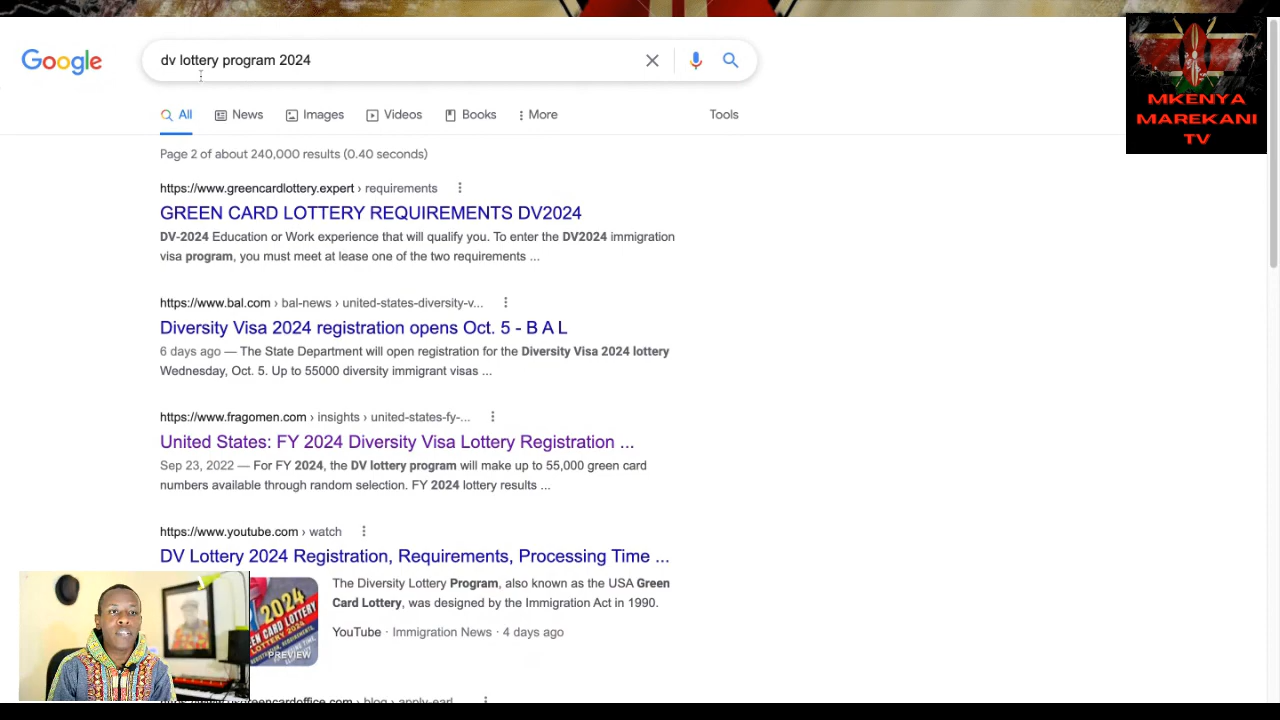 Google
dv lottery program 2024
All
News
Images
Videos
Books
More
Tools
Page 2 of about 240,000 results (0.40 seconds)
https://www.greencardlottery.expert › requirements
GREEN CARD LOTTERY REQUIREMENTS DV2024
DV-2024 Education or Work experience that will qualify you. To enter the DV2024 immigration
visa program, you must meet at lease one of the two requirements ...
https://www.bal.com › bal-news › united-states-diversity-v...
Diversity Visa 2024 registration opens Oct. 5 - B A L
6 days ago — The State Department will open registration for the Diversity Visa 2024 lottery
Wednesday, Oct. 5. Up to 55000 diversity immigrant visas ...
https://www.fragomen.com › insights › united-states-fy-...
United States: FY 2024 Diversity Visa Lottery Registration ...
Sep 23, 2022 — For FY 2024, the DV lottery program will make up to 55,000 green card
numbers available through random selection. FY 2024 lottery results ...
https://www.youtube.com › watch
DV Lottery 2024 Registration, Requirements, Processing Time ...
The Diversity Lottery Program, also known as the USA Green
Card Lottery, was designed by the Immigration Act in 1990.
YouTube · Immigration News · 4 days ago
2024
CARD LOTTERY
PREVIEW
MKENYA
MAREKANI
TV